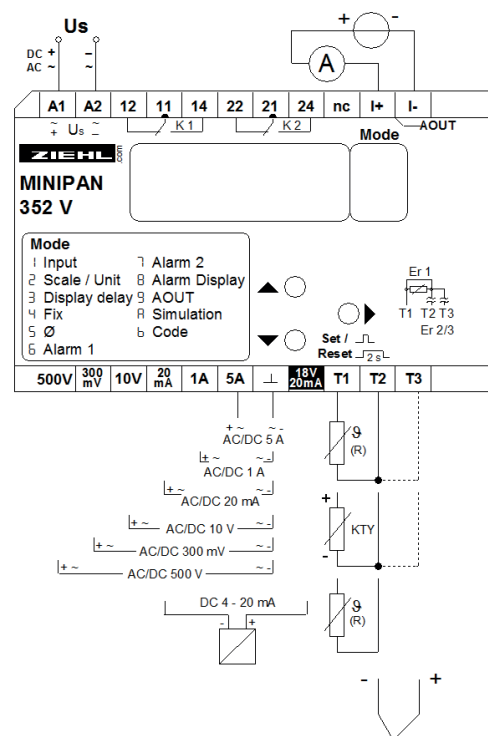 Us
+ -
DC + –
AC ~ ~
A
A1 A2 12 11 14 22 21 24 nc I+ I-
~ + Us ~ –
K 1
K 2
AOUT
Mode
ZIEHL.com
MINIPAN
352 V
Mode
1 Input
2 Scale / Unit
3 Display delay
4 Fix
5 Ø
6 Alarm 1
7 Alarm 2
8 Alarm Display
9 AOUT
A Simulation
b Code
Er 1
T1 T2 T3
Er 2/3
Set /
Reset 2 s
500V 300 mV 10V 20 mA 1A 5A ⊥ 18V 20mA T1 T2 T3
+ ~ ~ -
AC/DC 5 A
+ ~ ~ -
AC/DC 1 A
+ ~ ~ -
AC/DC 20 mA
+ ~ AC/DC 10 V ~ -
+ ~ AC/DC 300 mV ~ -
+ ~ AC/DC 500 V ~ -
DC 4 - 20 mA
- +
ϑ
(R)
+
KTY
-
ϑ
(R)
- +